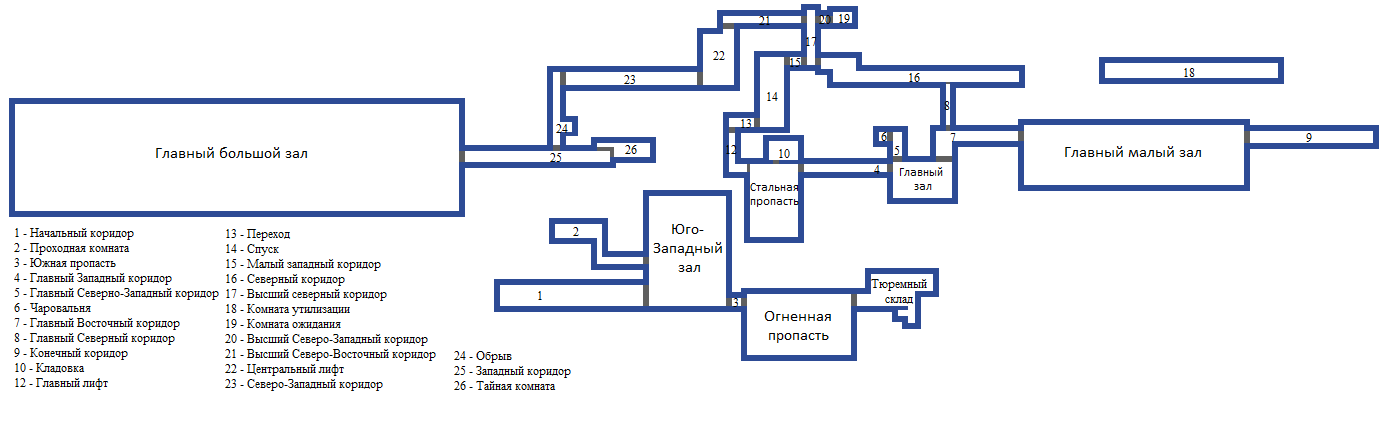 21
20
19
17
22
15
23
16
18
14
8
13
24
6
7
9
12
26
5
25
10
Главный большой зал
Главный малый зал
4
Главный
зал
Стальная
пропасть
2
Юго-
Западный
зал
1
3
Тюремный
склад
Огненная
пропасть
1 - Начальный коридор
2 - Проходная комната
3 - Южная пропасть
4 - Главный Западный коридор
5 - Главный Северно-Западный коридор
6 - Чаровальня
7 - Главный Восточный коридор
8 - Главный Северный коридор
9 - Конечный коридор
10 - Кладовка
12 - Главный лифт
13 - Переход
14 - Спуск
15 - Малый западный коридор
16 - Северный коридор
17 - Высший северный коридор
18 - Комната утилизации
19 - Комната ожидания
20 - Высший Северо-Западный коридор
21 - Высший Северо-Восточный коридор
22 - Центральный лифт
23 - Северо-Западный коридор
24 - Обрыв
25 - Западный коридор
26 - Тайная комната